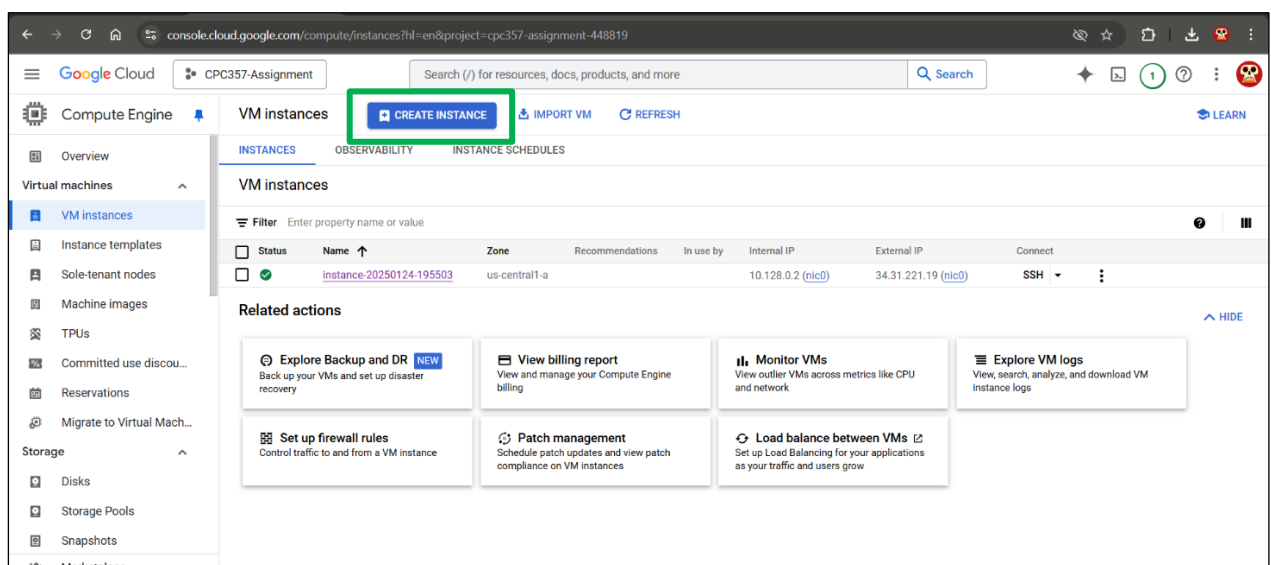 console.cloud.google.com/compute/instances?hl=en&project=cpc357-assignment-448819
Google Cloud
CPC357-Assignment
Search (/) for resources, docs, products, and more
Search
1
Compute Engine
VM instances
CREATE INSTANCE
IMPORT VM
REFRESH
LEARN
Overview
Virtual machines
VM instances
Instance templates
Sole-tenant nodes
Machine images
TPUs
Committed use discou...
Reservations
Migrate to Virtual Mach...
Storage
Disks
Storage Pools
Snapshots
INSTANCES OBSERVABILITY INSTANCE SCHEDULES
VM instances
Filter Enter property name or value
Status Name Zone Recommendations In use by Internal IP External IP Connect
instance-20250124-195503 us-central1-a 10.128.0.2 (nic0) 34.31.221.19 (nic0) SSH
Related actions
HIDE
Explore Backup and DR NEW
Back up your VMs and set up disaster
recovery
View billing report
View and manage your Compute Engine
billing
Monitor VMs
View outlier VMs across metrics like CPU
and network
Explore VM logs
View, search, analyze, and download VM
instance logs
Set up firewall rules
Control traffic to and from a VM instance
Patch management
Schedule patch updates and view patch
compliance on VM instances
Load balance between VMs
Set up Load Balancing for your applications
as your traffic and users grow